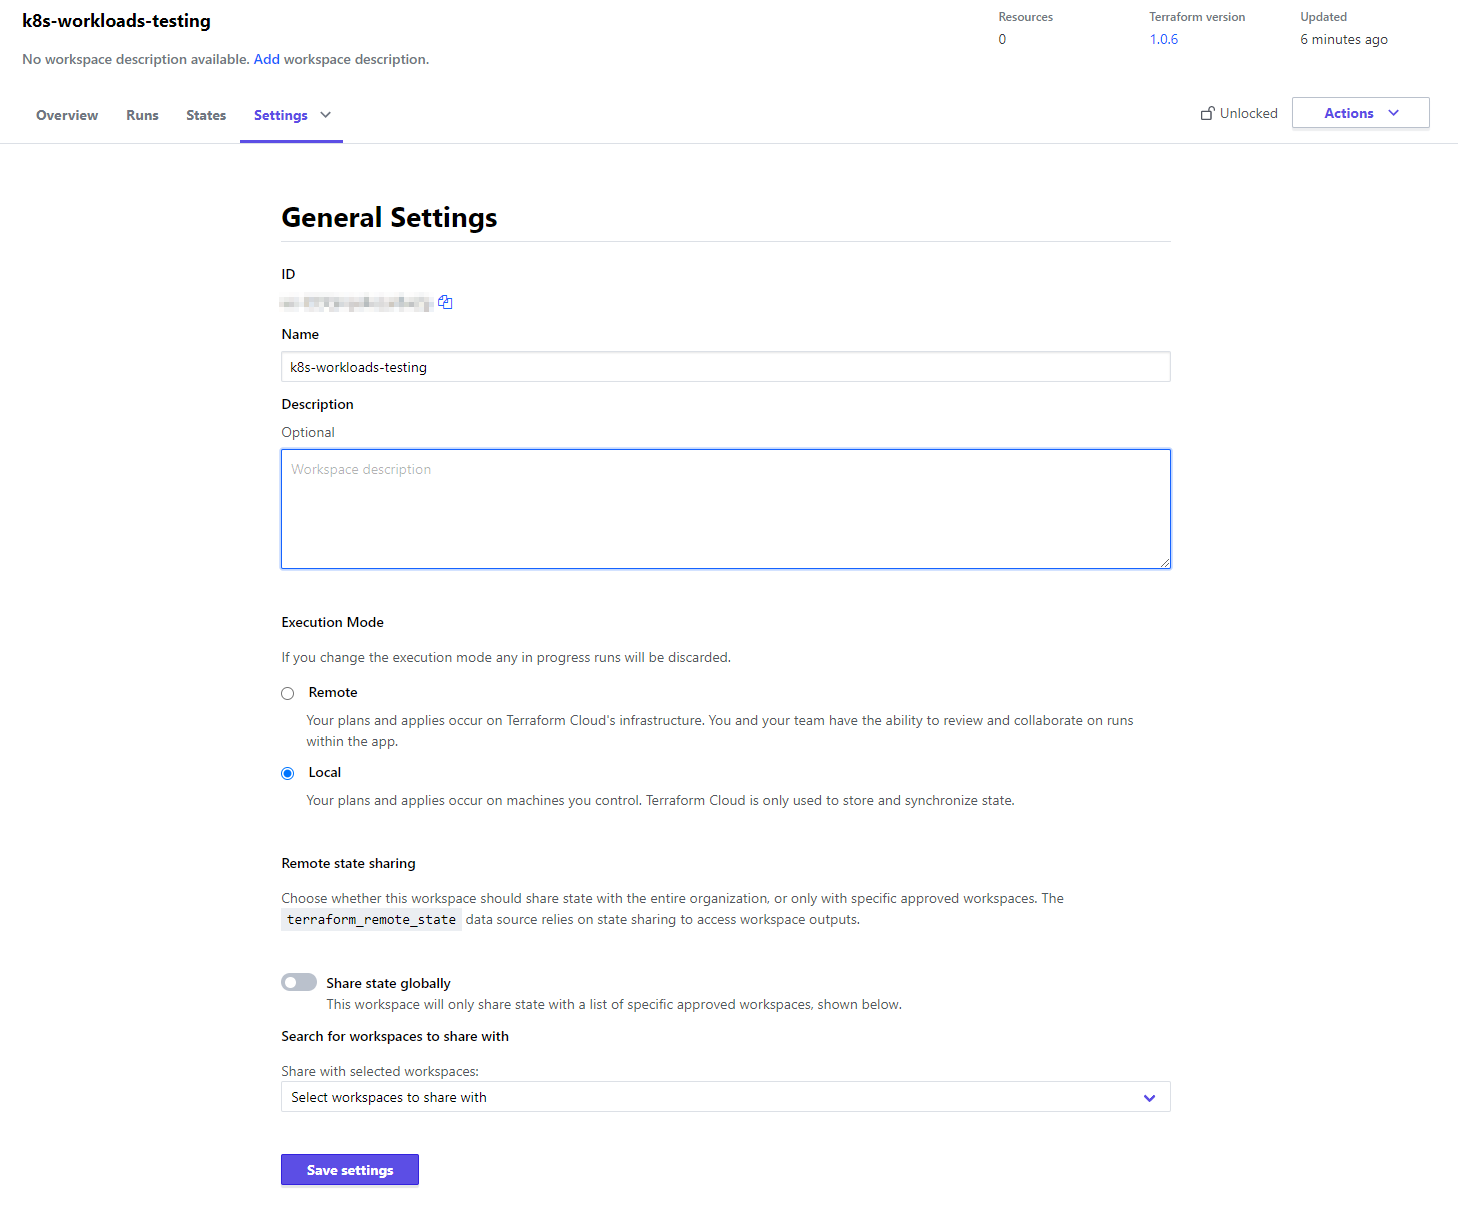 k8s-workloads-testing
Resources
0
Terraform version
1.0.6
Updated
6 minutes ago
No workspace description available. Add workspace description.
Overview
Runs
States
Settings
Unlocked
Actions
General Settings
ID
Name
k8s-workloads-testing
Description
Optional
Workspace description
Execution Mode
If you change the execution mode any in progress runs will be discarded.
Remote
Your plans and applies occur on Terraform Cloud's infrastructure. You and your team have the ability to review and collaborate on runs
within the app.
Local
Your plans and applies occur on machines you control. Terraform Cloud is only used to store and synchronize state.
Remote state sharing
Choose whether this workspace should share state with the entire organization, or only with specific approved workspaces. The
terraform_remote_state data source relies on state sharing to access workspace outputs.
Share state globally
This workspace will only share state with a list of specific approved workspaces, shown below.
Search for workspaces to share with
Share with selected workspaces:
Select workspaces to share with
Save settings